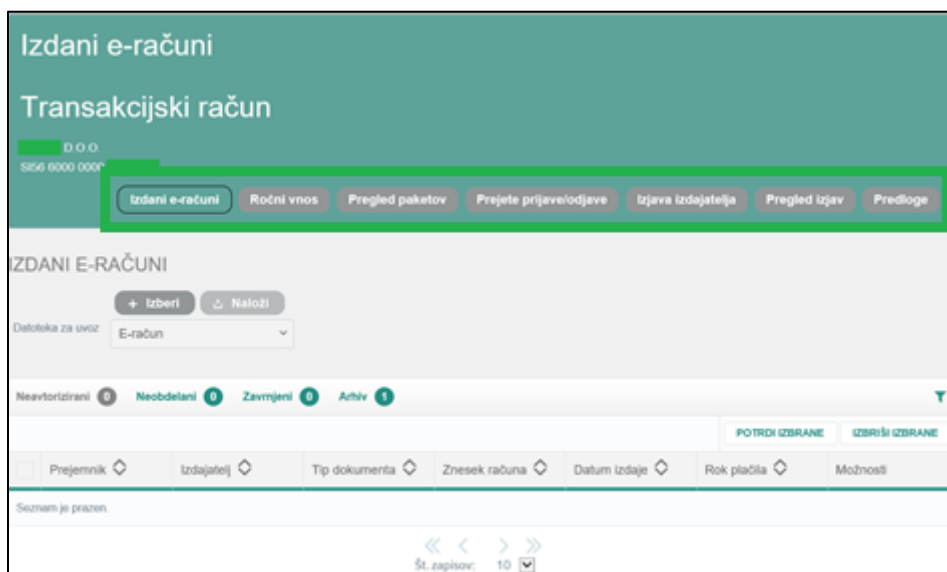 Izdani e-računi
Transakcijski račun
D.O.O.
SI56 6000 0000
Izdani e-računi Ročni vnos Pregled paketov Prejete prijave/odjave Izjava izdajatelja Pregled izjav Predloge
IZDANI E-RAČUNI
+ Izberi Naloži
Datoteka za uvoz E-račun
Neavtorizirani 0 Neobdelani 0 Zavrnjeni 0 Arhiv 1
POTRDI IZBRANE IZBRIŠI IZBRANE
Prejemnik Izdajatelj Tip dokumenta Znesek računa Datum izdaje Rok plačila Možnosti
Seznam je prazen.
Št. zapisov: 10